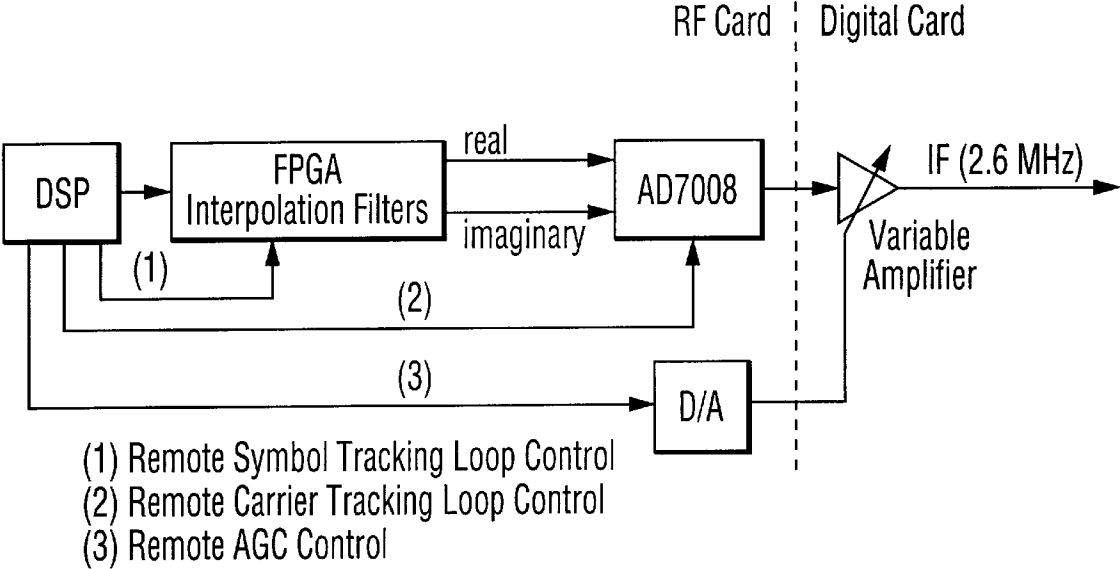 RF Card
Digital Card
DSP
FPGA
Interpolation Filters
real
imaginary
AD7008
IF (2.6 MHz)
Variable
Amplifier
(1)
(2)
(3)
D/A
(1) Remote Symbol Tracking Loop Control
(2) Remote Carrier Tracking Loop Control
(3) Remote AGC Control